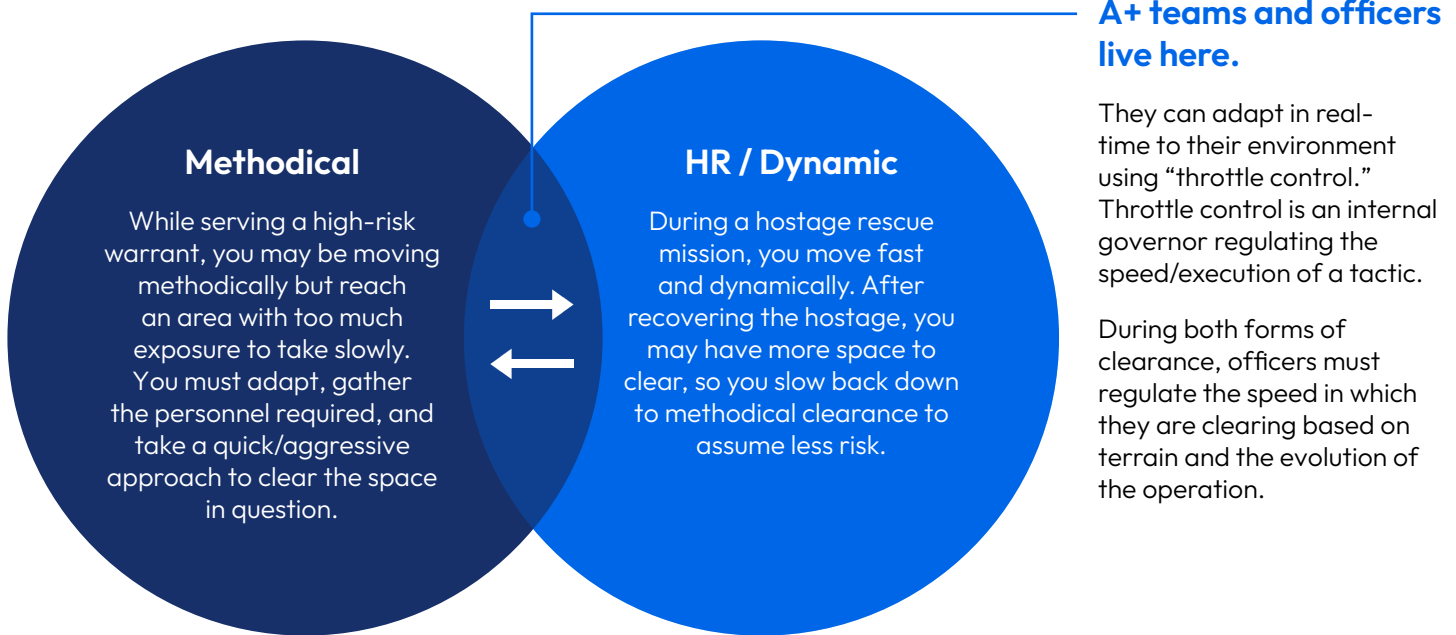 A+ teams and officers
live here.
They can adapt in real-
time to their environment
using “throttle control.”
Throttle control is an internal
governor regulating the
speed/execution of a tactic.
During both forms of
clearance, officers must
regulate the speed in which
they are clearing based on
terrain and the evolution of
the operation.
Methodical
While serving a high-risk
warrant, you may be moving
methodically but reach
an area with too much
exposure to take slowly.
You must adapt, gather
the personnel required, and
take a quick/aggressive
approach to clear the space
in question.
HR / Dynamic
During a hostage rescue
mission, you move fast
and dynamically. After
recovering the hostage, you
may have more space to
clear, so you slow back down
to methodical clearance to
assume less risk.